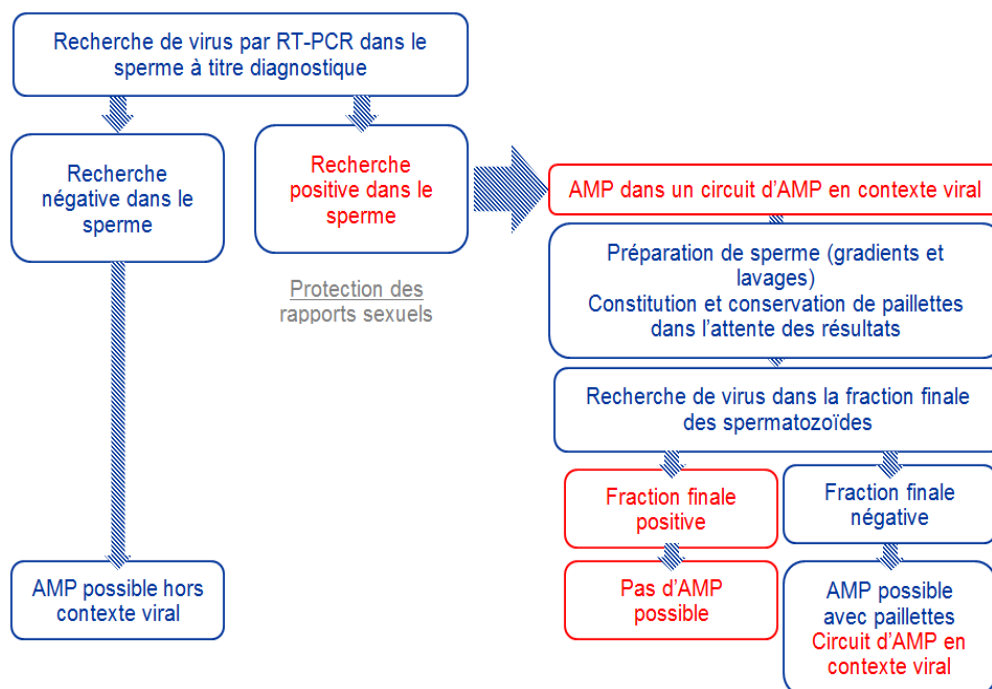 Recherche de virus par RT-PCR dans le
sperme à titre diagnostique
Recherche
négative dans le
sperme
Recherche
positive dans le
sperme
AMP dans un circuit d'AMP en contexte viral
Préparation de sperme (gradients et
lavages)
Constitution et conservation de paillettes
dans l'attente des résultats
Protection des
rapports sexuels
Recherche de virus dans la fraction finale
des spermatozoïdes
Fraction finale
positive
Fraction finale
négative
AMP possible hors
contexte viral
Pas d'AMP
possible
AMP possible
avec paillettes
Circuit d'AMP en
contexte viral